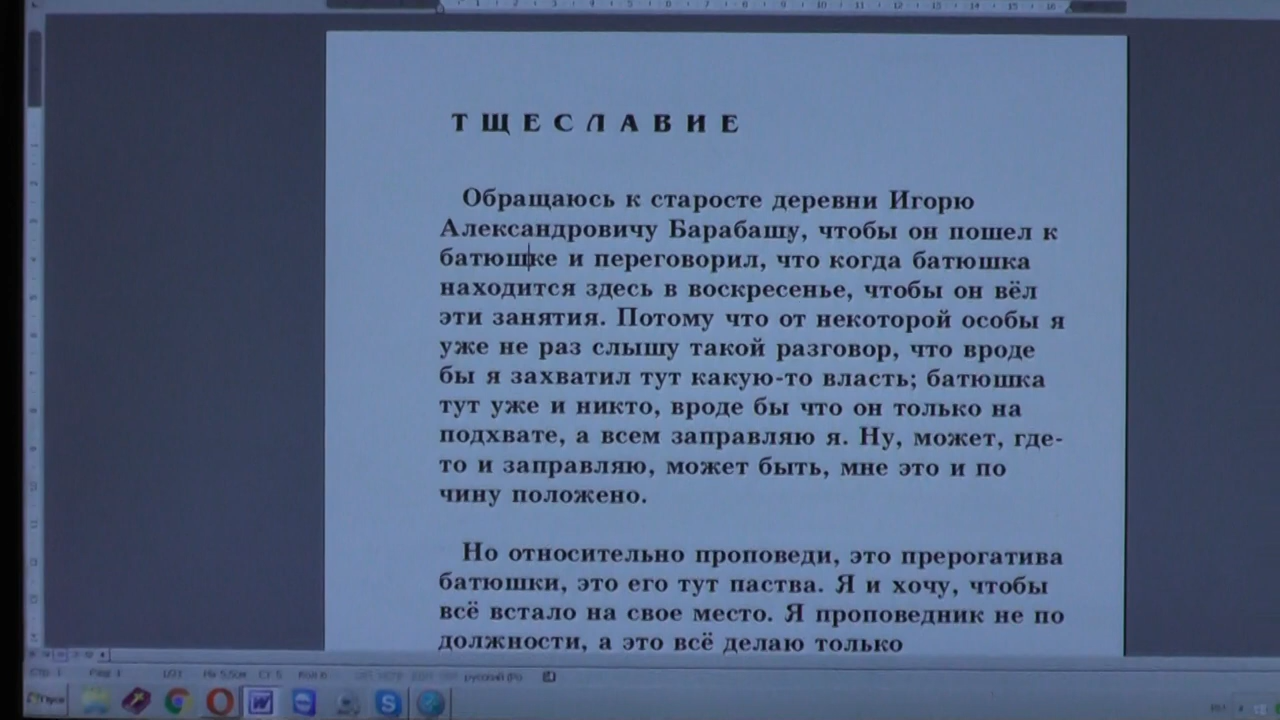 ТЩЕСЛАВИЕ
Обращаюсь к старосте деревни Игорю
Александровичу Барабашу, чтобы он пошел к
батюшке и переговорил, что когда батюшка
находится здесь в воскресенье, чтобы он вёл
эти занятия. Потому что от некоторой особы я
уже не раз слышу такой разговор, что вроде
бы я захватил тут какую-то власть; батюшка
тут уже и никто, вроде бы что он только на
подхвате, а всем заправляю я. Ну, может, где-
то и заправляю, может быть, мне это и по
чину положено.
Но относительно проповеди, это прерогатива
батюшки, это его тут паства. Я и хочу, чтобы
всё встало на свое место. Я проповедник не по
должности, а это всё делаю только
русский (Ро
Пуск